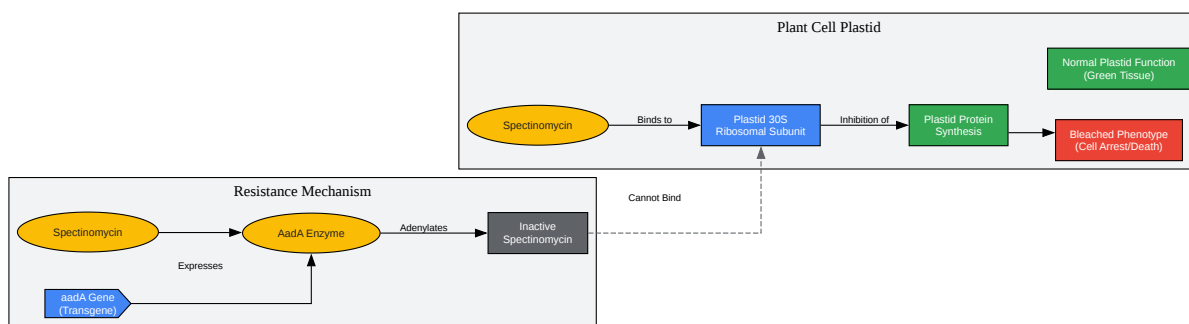 Plant Cell Plastid
Normal Plastid Function
(Green Tissue)
Spectinomycin
Binds to
Plastid 30S
Ribosomal Subunit
Inhibition of
Plastid Protein
Synthesis
Bleached Phenotype
(Cell Arrest/Death)
Resistance Mechanism
Cannot Bind
Spectinomycin
AadA Enzyme
Adenylates
Inactive
Spectinomycin
Expresses
aadA Gene
(Transgene)